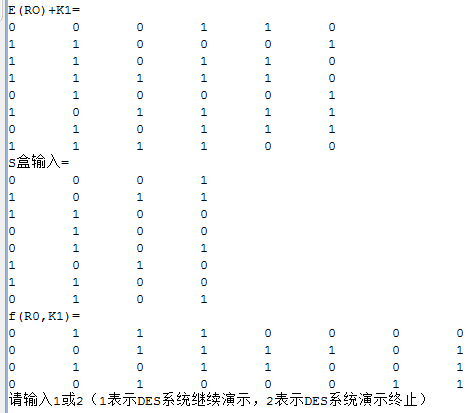 E(R0)+K1=
0 0 0 1 1 0
1 1 0 0 0 1
1 1 0 1 1 0
1 1 1 1 1 0
0 1 0 0 0 1
1 0 1 1 1 1
0 1 0 1 1 1
1 1 1 1 0 0
S盒输入=
0 0 0 1
1 0 1 1
1 1 0 0
0 1 0 0
0 1 0 1
1 0 1 0
1 1 0 0
0 1 0 1
f(R0,K1)=
0 1 1 1 0 0 0 0
0 0 1 1 1 1 0 1
1 0 1 0 0 0 1 1
0 0 1 0 0 0 1 1
请输入1或2（1表示DES系统继续演示，2表示DES系统演示终止）